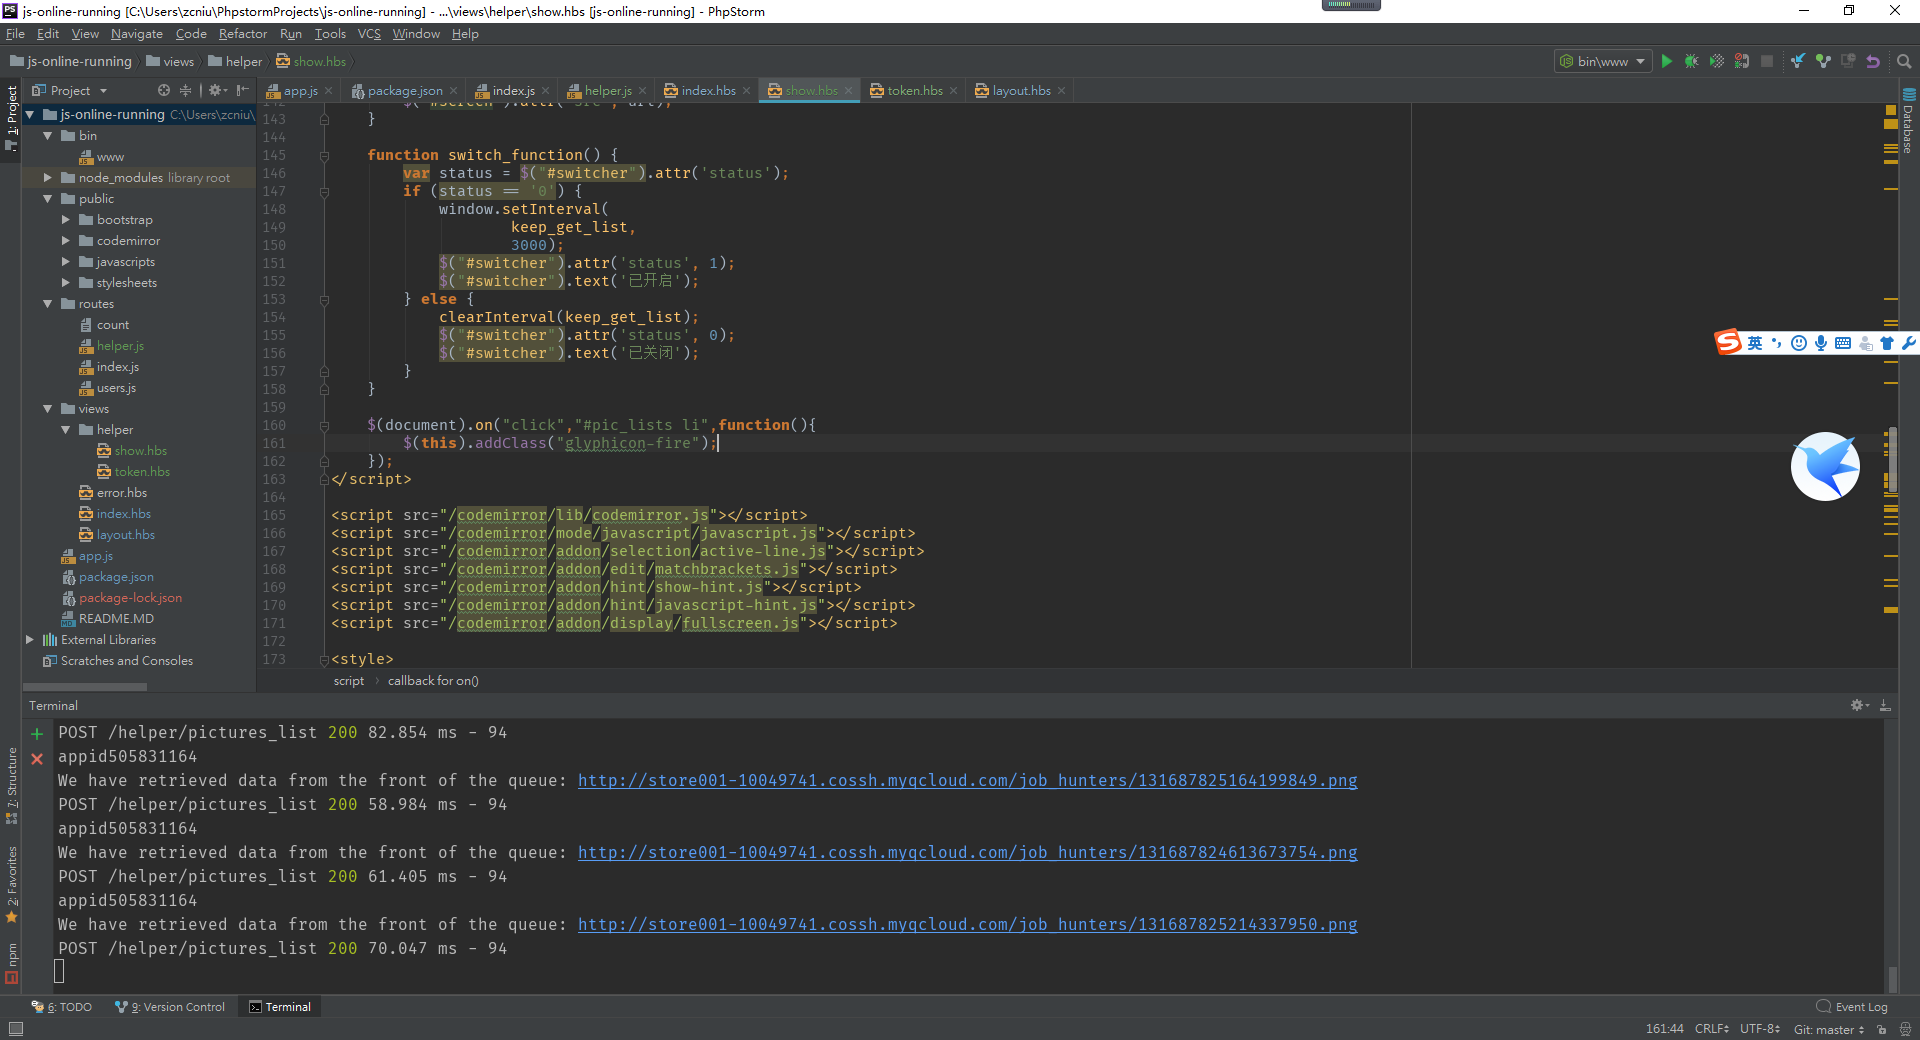 js-online-running [C:\Users\zcniu\PhpstormProjects\js-online-running] - ...\views\helper\show.hbs [js-online-running] - PhpStorm
File Edit View Navigate Code Refactor Run Tools VCS Window Help
js-online-running views helper show.hbs bin\www
Project app.js package.json index.js helper.js index.hbs show.hbs token.hbs layout.hbs
1: Project
Database
js-online-running C:\Users\zcniu\
bin
www
node_modules library root
public
bootstrap
codemirror
javascripts
stylesheets
routes
count
helper.js
index.js
users.js
views
helper
show.hbs
token.hbs
error.hbs
index.hbs
layout.hbs
app.js
package.json
package-lock.json
README.MD
External Libraries
Scratches and Consoles
142 $("#screen").attr("src", url);
143 }
144
145 function switch_function() {
146 var status = $("#switcher").attr('status');
147 if (status == '0') {
148 window.setInterval(
149 keep_get_list,
150 3000);
151 $("#switcher").attr('status', 1);
152 $("#switcher").text('已开启');
153 } else {
154 clearInterval(keep_get_list);
155 $("#switcher").attr('status', 0);
156 $("#switcher").text('已关闭');
157 }
158 }
159
160 $(document).on("click","#pic_lists li",function(){
161 $(this).addClass("glyphicon-fire");
162 });
163 </script>
164
165 <script src="/codemirror/lib/codemirror.js"></script>
166 <script src="/codemirror/mode/javascript/javascript.js"></script>
167 <script src="/codemirror/addon/selection/active-line.js"></script>
168 <script src="/codemirror/addon/edit/matchbrackets.js"></script>
169 <script src="/codemirror/addon/hint/show-hint.js"></script>
170 <script src="/codemirror/addon/hint/javascript-hint.js"></script>
171 <script src="/codemirror/addon/display/fullscreen.js"></script>
172
173 <style>
script callback for on()
S 英
Terminal
POST /helper/pictures_list 200 82.854 ms - 94
appid505831164
We have retrieved data from the front of the queue: http://store001-10049741.cossh.myqcloud.com/job_hunters/131687825164199849.png
POST /helper/pictures_list 200 58.984 ms - 94
appid505831164
We have retrieved data from the front of the queue: http://store001-10049741.cossh.myqcloud.com/job_hunters/131687824613673754.png
POST /helper/pictures_list 200 61.405 ms - 94
appid505831164
We have retrieved data from the front of the queue: http://store001-10049741.cossh.myqcloud.com/job_hunters/131687825214337950.png
POST /helper/pictures_list 200 70.047 ms - 94
7: Structure
2: Favorites
npm
6: TODO 9: Version Control Terminal Event Log
161:44 CRLF UTF-8 Git: master